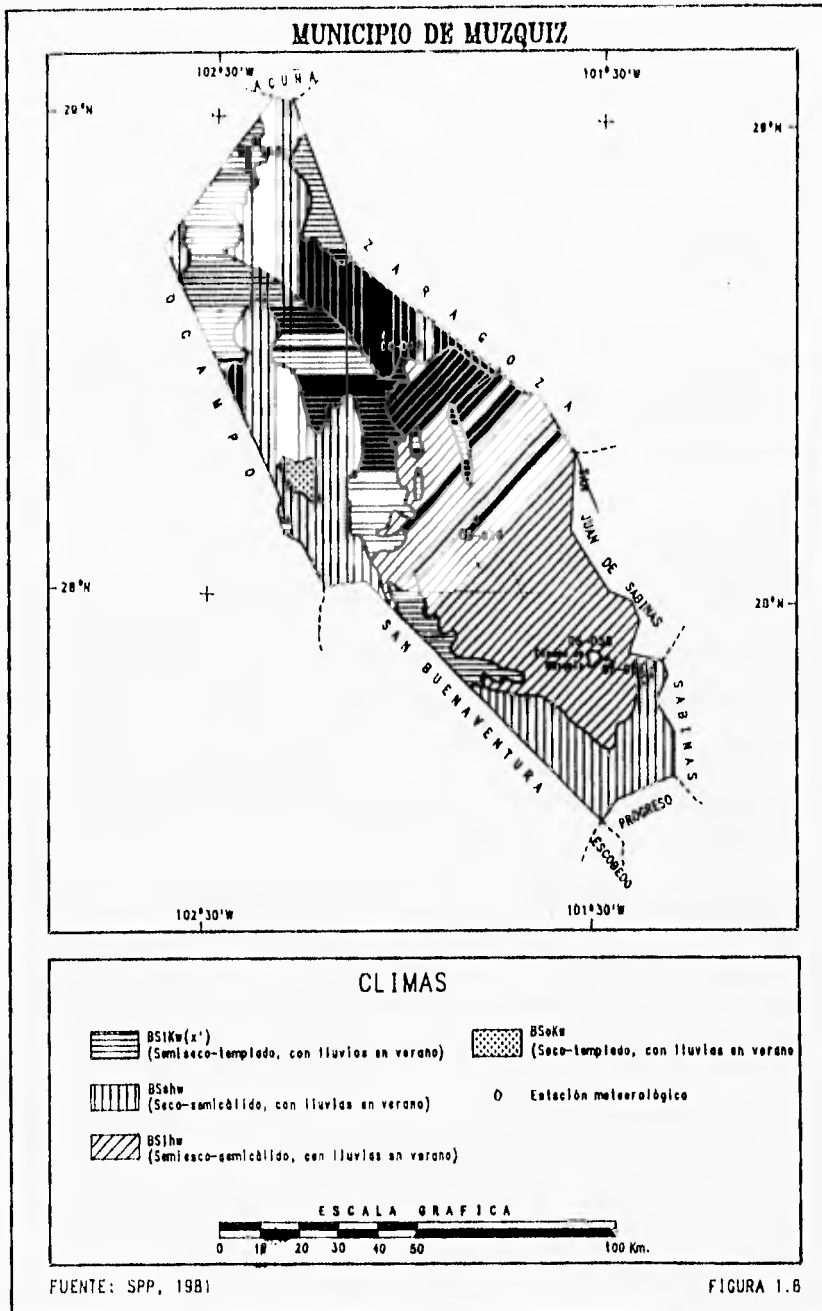 MUNICIPIO DE MUZQUIZ
102°30'W
101°30'W
ACUÑA
29°N
29°N
ZARAGOZA
OCAMPO
SAN JUAN DE SABINAS
28°N
28°N
SAN BUENAVENTURA
SABINAS
PROGRESO
ESCOBEDO
102°30'W
101°30'W
CLIMAS
BS1Kw(x')
(Semiseco-templado, con lluvias en verano)
BSohw
(Seco-semicálido, con lluvias en verano)
BS1hw
(Semiseco-semicálido, con lluvias en verano)
BSoKw
(Seco-templado, con lluvias en verano
O Estación meteorológica
ESCALA GRAFICA
0 10 20 30 40 50 100 Km.
FUENTE: SPP, 1981
FIGURA 1.6